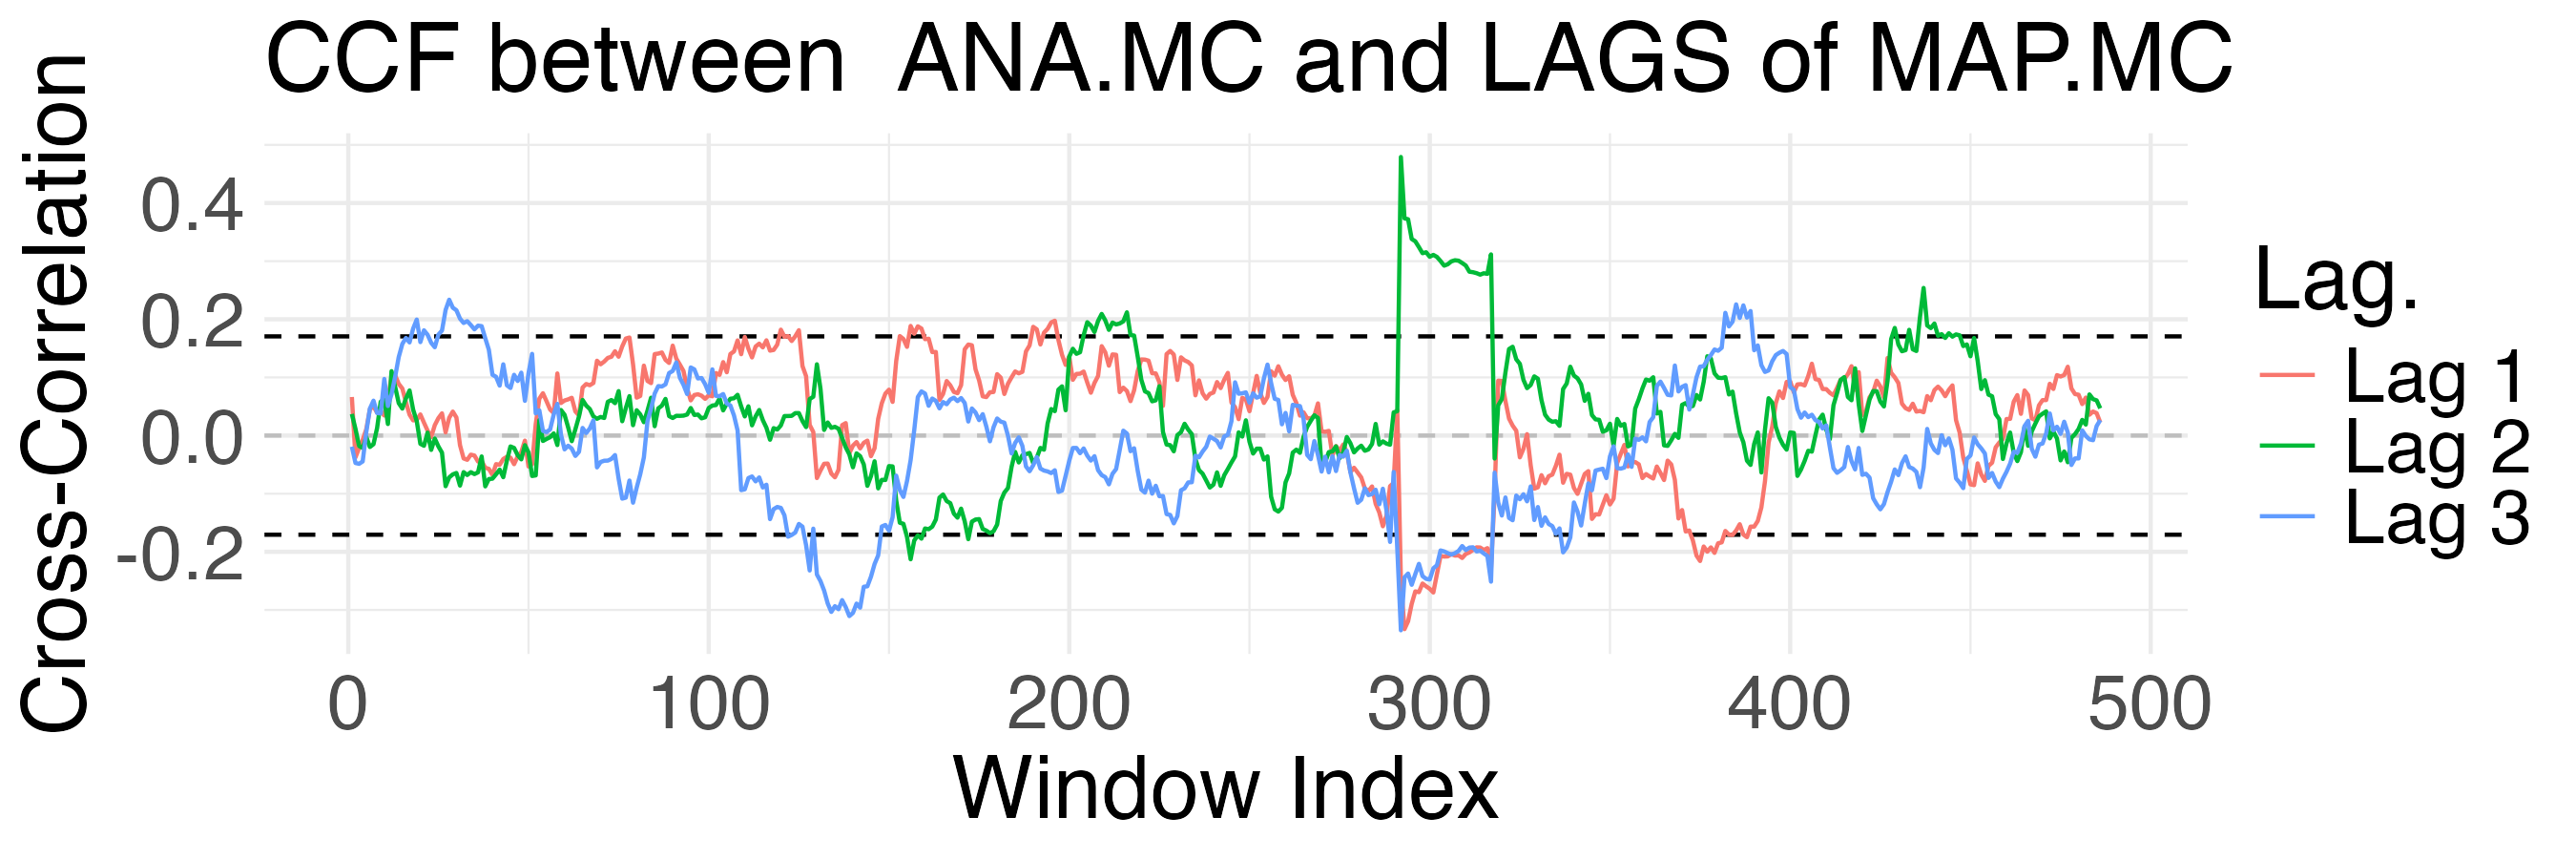 CCF between  ANA.MC and LAGS of MAP.MC
Cross-Correlation
0.4
0.2
0.0
-0.2
0 100 200 300 400 500
Window Index
Lag.
Lag 1
Lag 2
Lag 3